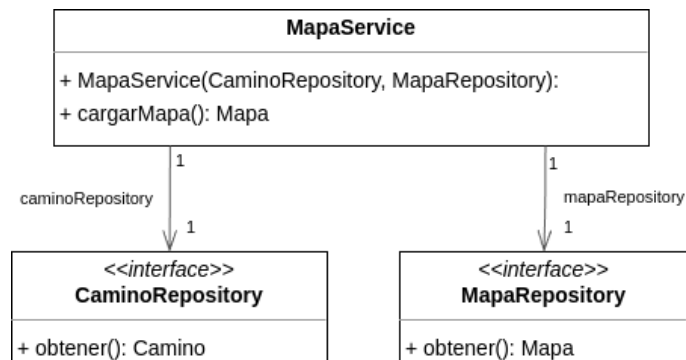 MapaService
+ MapaService(CaminoRepository, MapaRepository):
+ cargarMapa(): Mapa
1
1
caminoRepository
mapaRepository
1
1
<<interface>>
CaminoRepository
<<interface>>
MapaRepository
+ obtener(): Camino
+ obtener(): Mapa